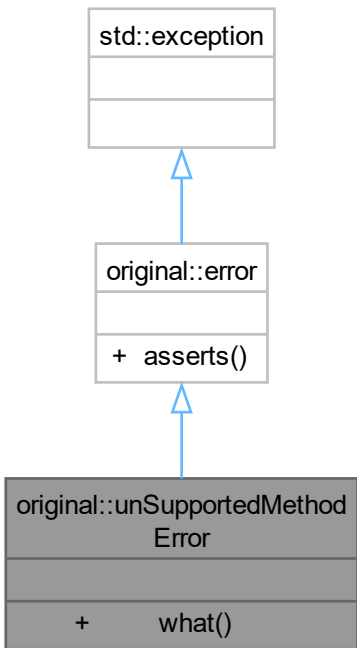 std::exception
original::error
+ asserts()
original::unSupportedMethod
Error
+ what()